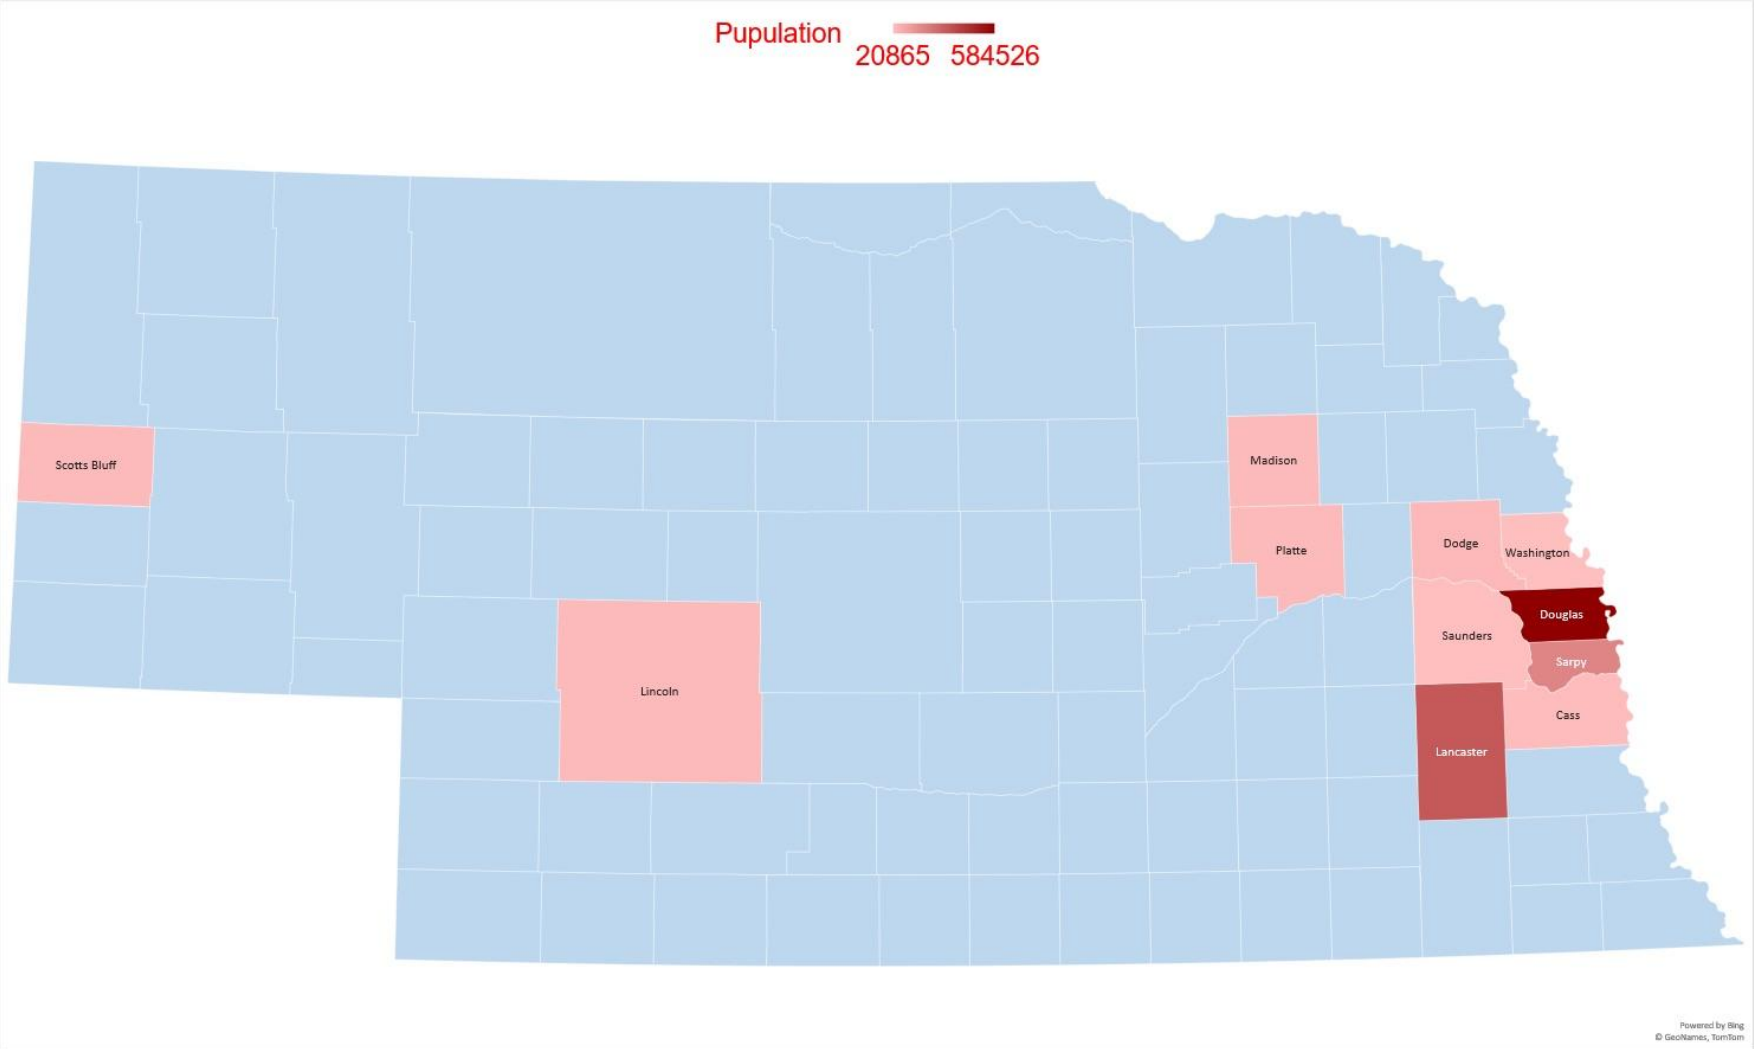 Pupulation
20865 584526
Scotts Bluff
Madison
Dodge
Platte
Washington
Douglas
Saunders
Sarpy
Lincoln
Cass
Lancaster
Powered by Bing
© GeoNames, TomTom